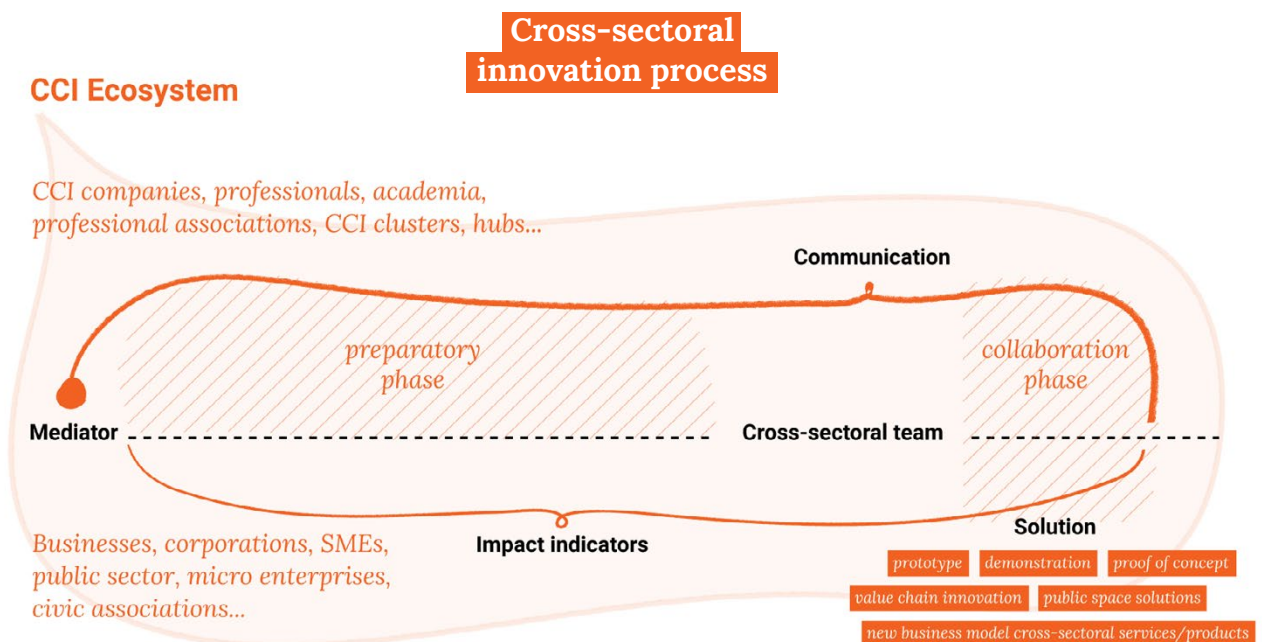 Cross-sectoral
innovation process
CCI Ecosystem
CCI companies, professionals, academia,
professional associations, CCI clusters, hubs...
Communication
preparatory
phase
collaboration
phase
Mediator
Cross-sectoral team
Impact indicators
Solution
Businesses, corporations, SMEs,
public sector, micro enterprises,
civic associations...
prototype
demonstration
proof of concept
value chain innovation
public space solutions
new business model cross-sectoral services/products